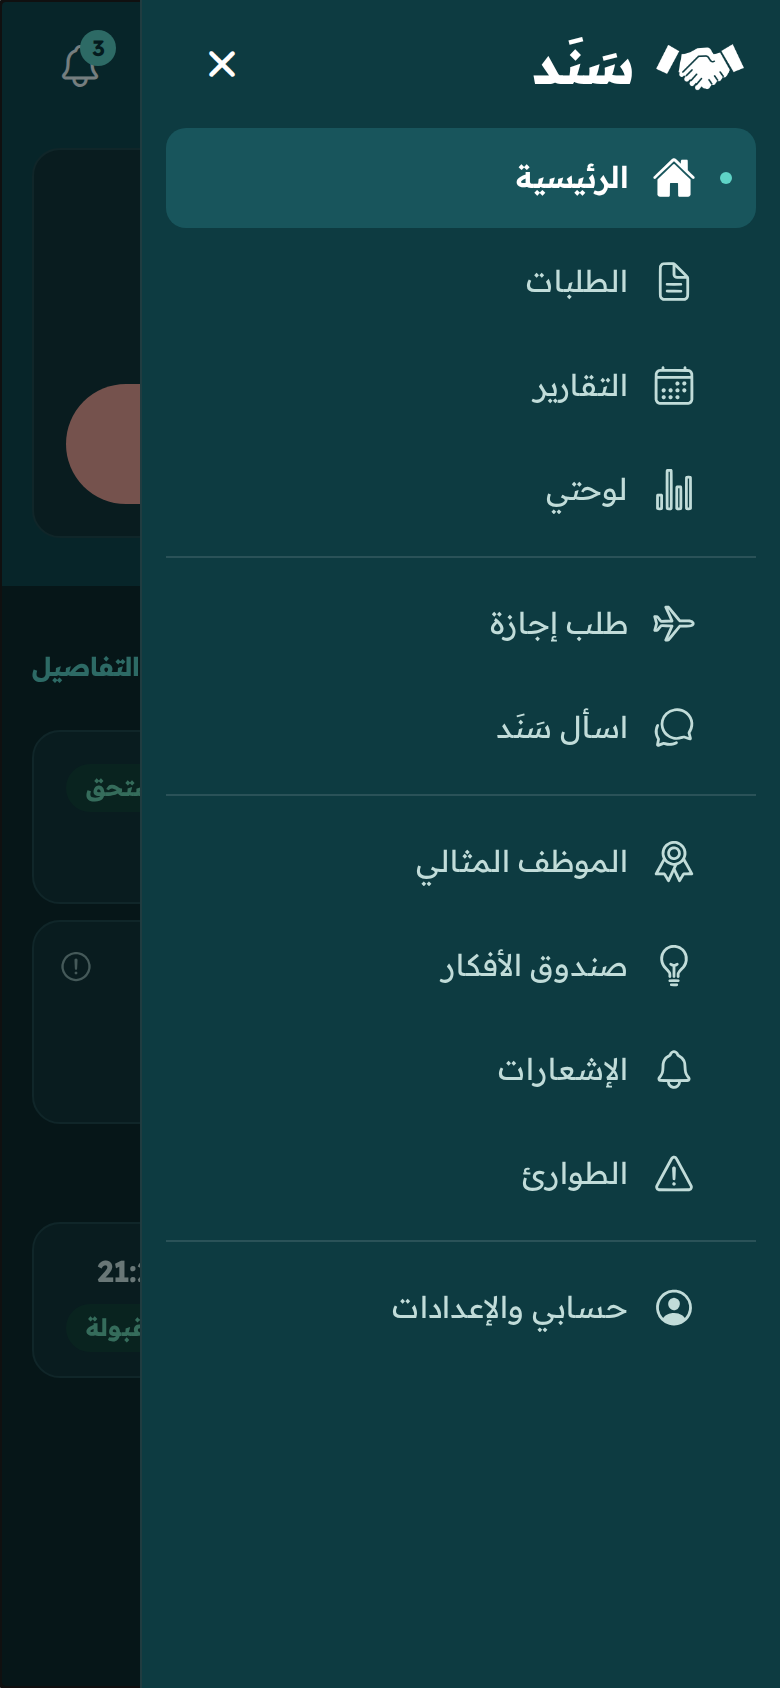 سَنَد
3
الرئيسية
الطلبات
التقارير
لوحتي
طلب إجازة
اسأل سَنَد
الموظف المثالي
صندوق الأفكار
الإشعارات
الطوارئ
حسابي والإعدادات
التفاصيل